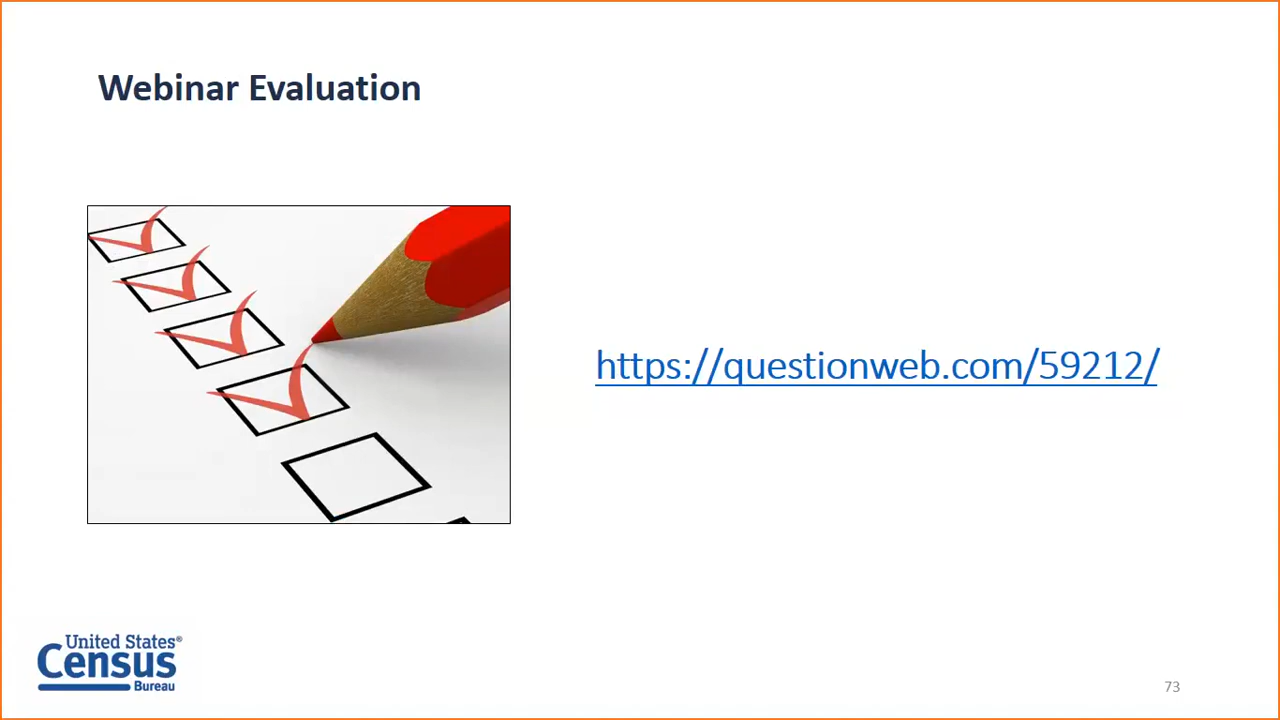 Webinar Evaluation
https://questionweb.com/59212/
United States®
Census
Bureau
73